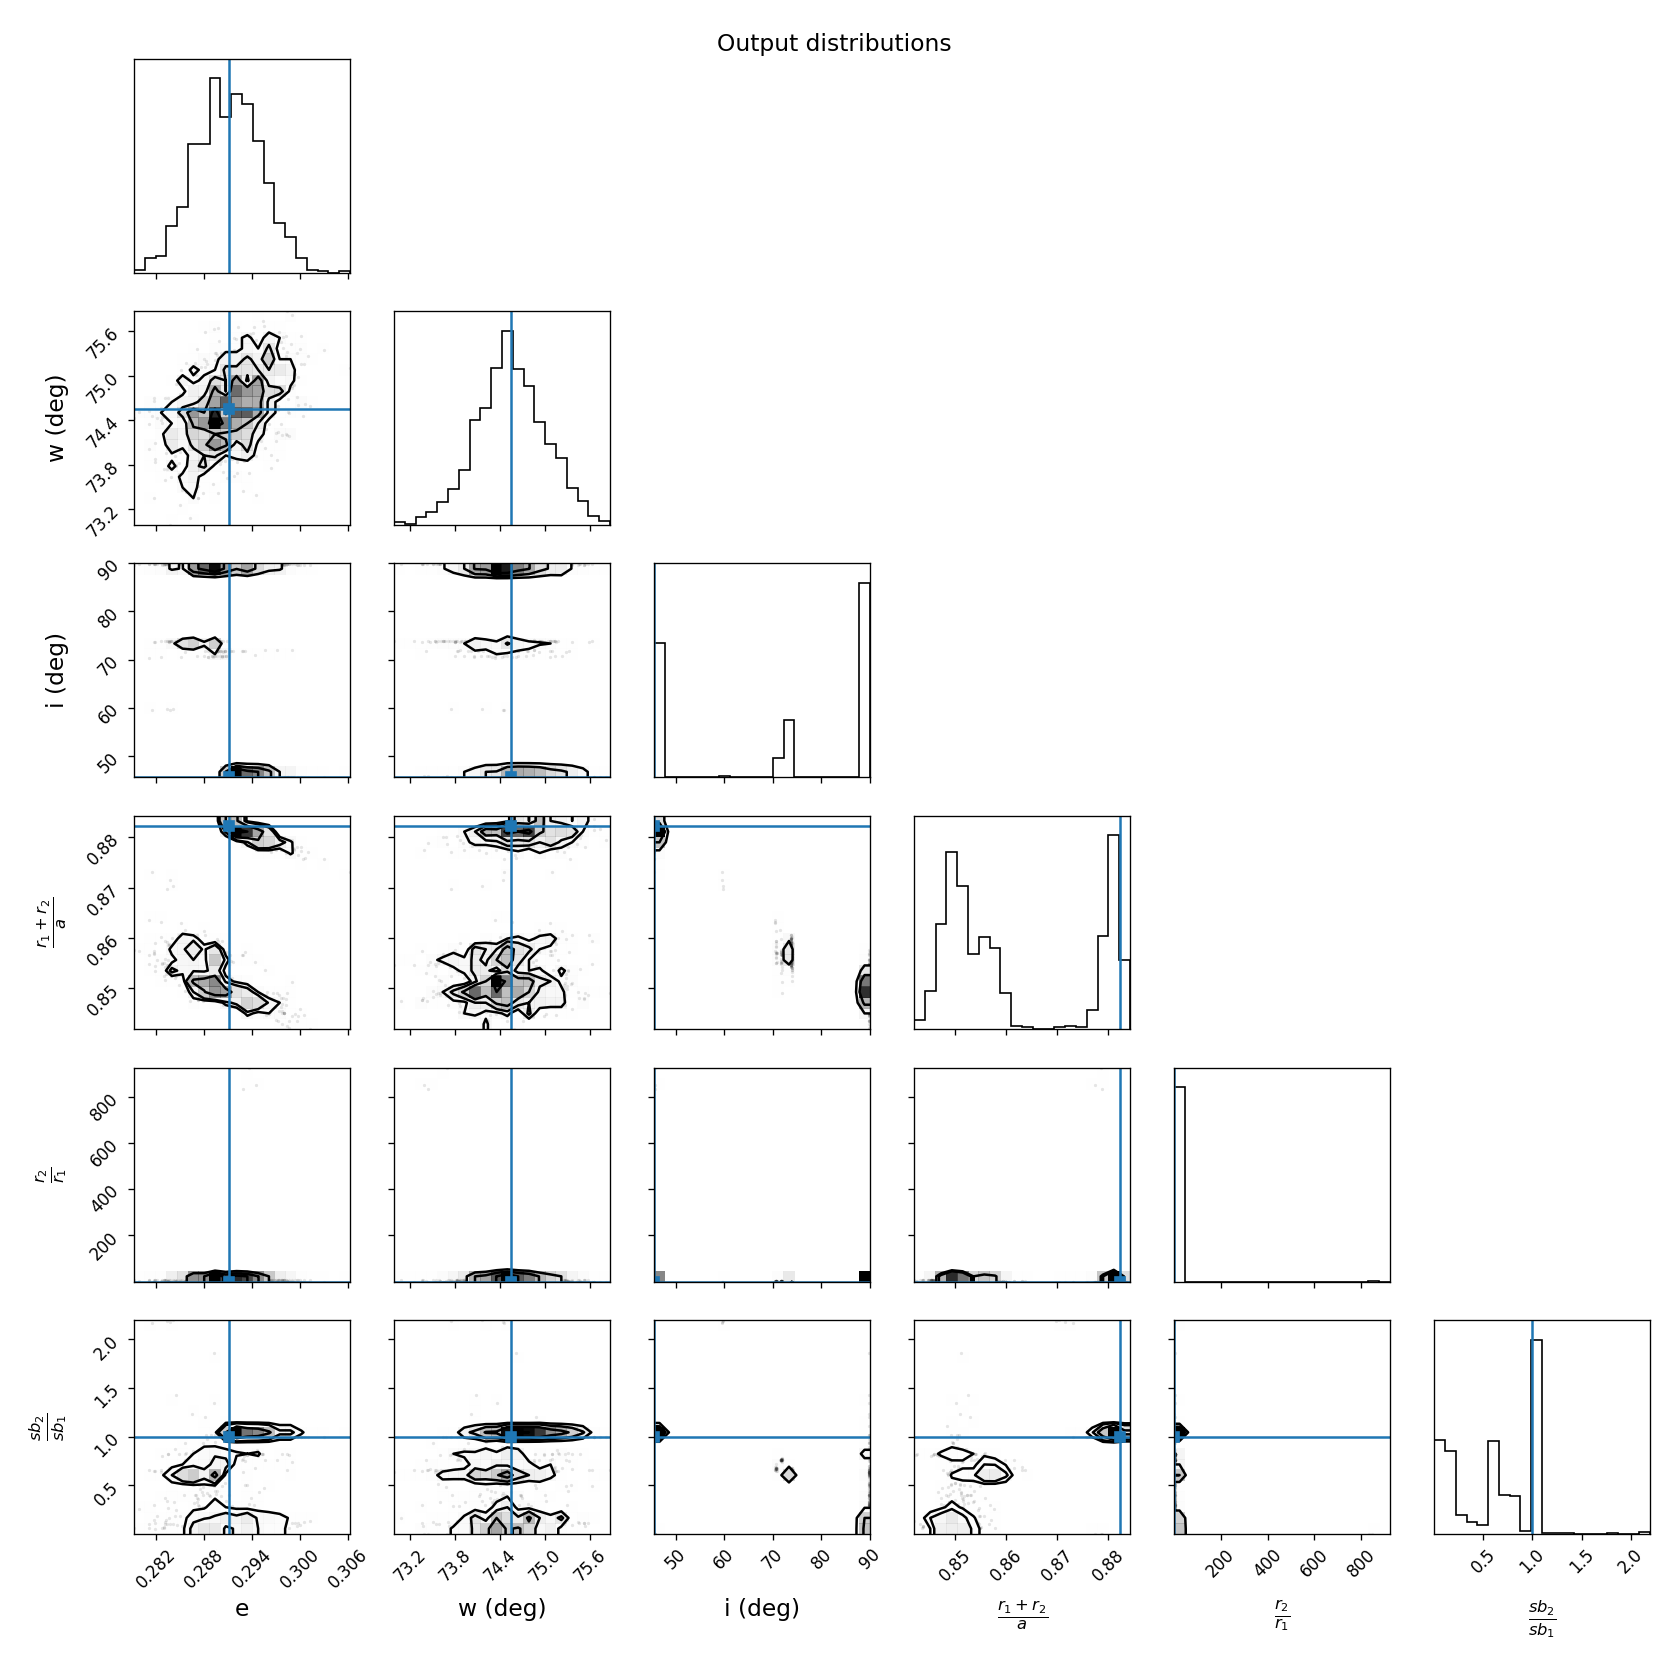 Output distributions
w (deg)
75.6
75.0
74.4
73.8
73.2
i (deg)
90
80
70
60
50
r₁ + r₂
a
0.88
0.87
0.86
0.85
r₂
r₁
800
600
400
200
sb₂
sb₁
2.0
1.5
1.0
0.5
0.282 0.288 0.294 0.300 0.306
73.2 73.8 74.4 75.0 75.6
50 60 70 80 90
0.85 0.86 0.87 0.88
200 400 600 800
0.5 1.0 1.5 2.0
e
w (deg)
i (deg)
r₁ + r₂
a
r₂
r₁
sb₂
sb₁